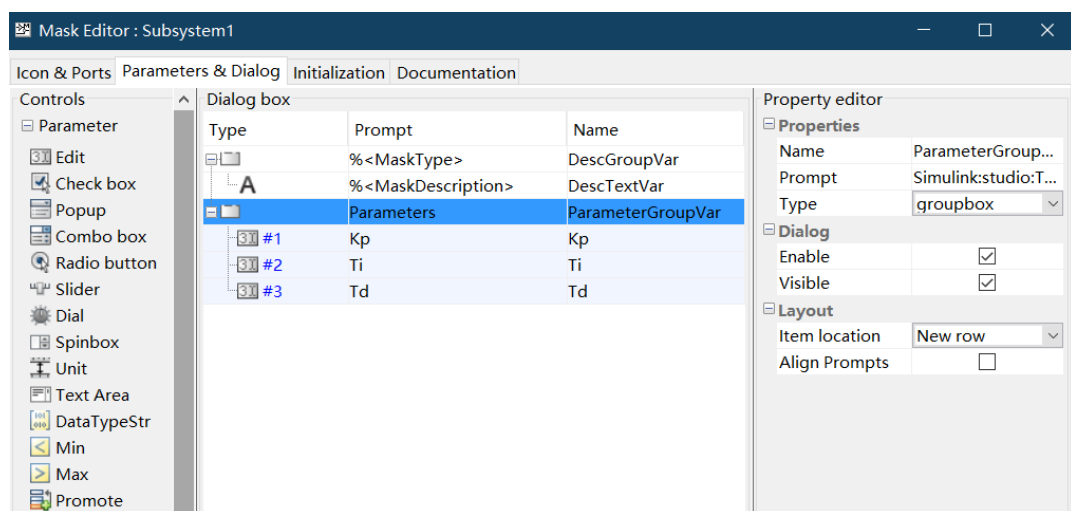 Mask Editor : Subsystem1
Icon & Ports Parameters & Dialog Initialization Documentation
Controls
Parameter
Edit
Check box
Popup
Combo box
Radio button
Slider
Dial
Spinbox
Unit
Text Area
DataTypeStr
Min
Max
Promote
Dialog box
Type Prompt Name
%<MaskType> DescGroupVar
A %<MaskDescription> DescTextVar
Parameters ParameterGroupVar
#1 Kp Kp
#2 Ti Ti
#3 Td Td
Property editor
Properties
Name ParameterGroup...
Prompt Simulink:studio:T...
Type groupbox
Dialog
Enable
Visible
Layout
Item location New row
Align Prompts